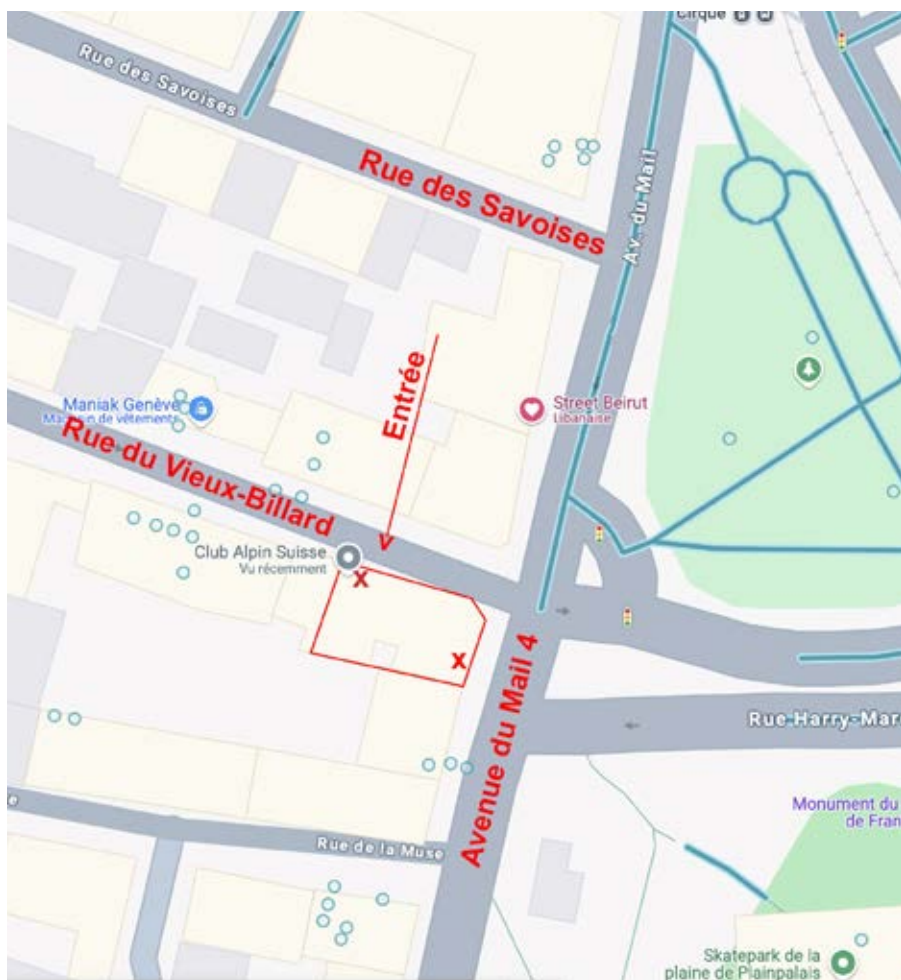 Cirque
Rue des Savoises
Rue des Savoises
Av. du Mail
Entrée
Maniak Genève
Magasin de vêtements
Street Beirut
Libanaise
Rue du Vieux-Billard
Club Alpin Suisse
Vu récemment
x
x
Avenue du Mail 4
Rue Harry-Marc
Monument du
de Fran
Rue de la Muse
Skatepark de la
plaine de Plainpalais